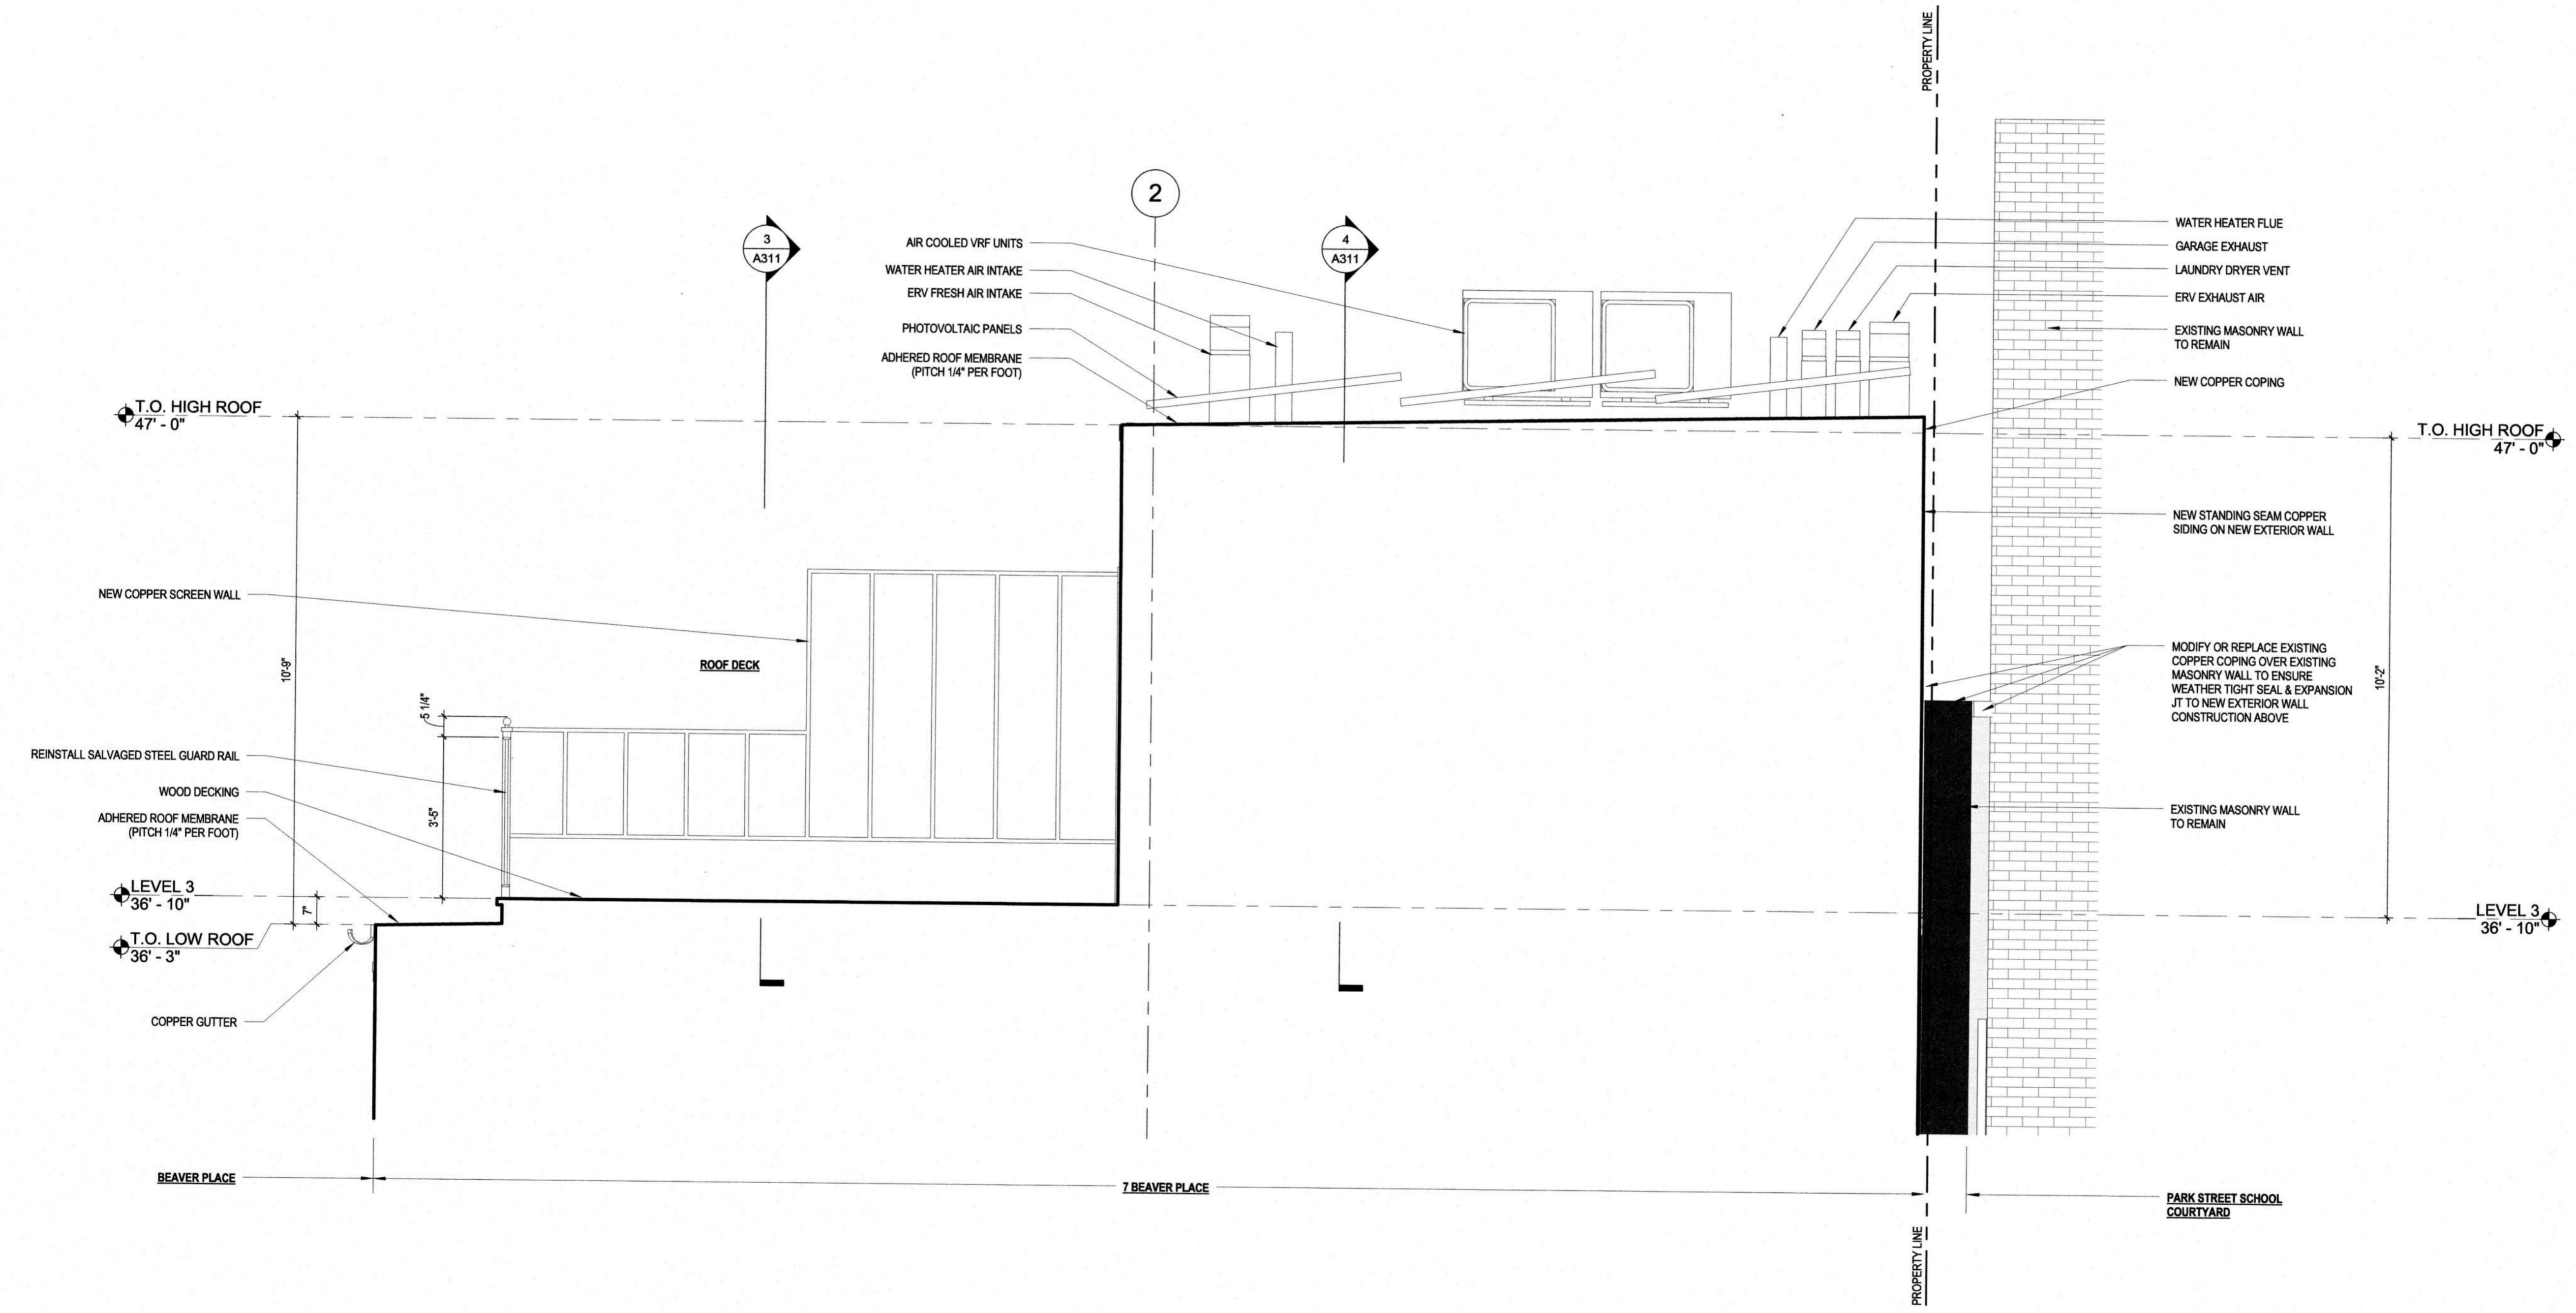 PROPERTY LINE
2
3
A311
4
A311
AIR COOLED VRF UNITS
WATER HEATER AIR INTAKE
ERV FRESH AIR INTAKE
PHOTOVOLTAIC PANELS
ADHERED ROOF MEMBRANE
(PITCH 1/4" PER FOOT)
WATER HEATER FLUE
GARAGE EXHAUST
LAUNDRY DRYER VENT
ERV EXHAUST AIR
EXISTING MASONRY WALL
TO REMAIN
NEW COPPER COPING
T.O. HIGH ROOF
47' - 0"
T.O. HIGH ROOF
47' - 0"
NEW STANDING SEAM COPPER
SIDING ON NEW EXTERIOR WALL
NEW COPPER SCREEN WALL
ROOF DECK
10'-9"
MODIFY OR REPLACE EXISTING
COPPER COPING OVER EXISTING
MASONRY WALL TO ENSURE
WEATHER TIGHT SEAL & EXPANSION
JT TO NEW EXTERIOR WALL
CONSTRUCTION ABOVE
10'-2"
5 1/4"
REINSTALL SALVAGED STEEL GUARD RAIL
WOOD DECKING
ADHERED ROOF MEMBRANE
(PITCH 1/4" PER FOOT)
3'-5"
EXISTING MASONRY WALL
TO REMAIN
LEVEL 3
36' - 10"
7"
T.O. LOW ROOF
36' - 3"
LEVEL 3
36' - 10"
COPPER GUTTER
BEAVER PLACE
7 BEAVER PLACE
PARK STREET SCHOOL
COURTYARD
PROPERTY LINE